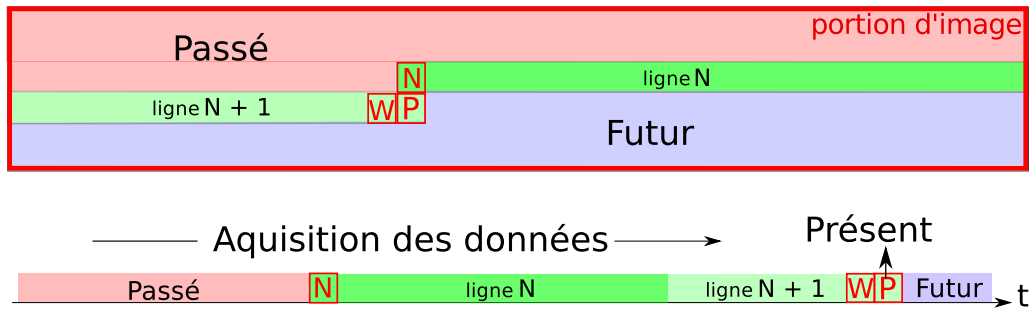 portion d'image
Passé
N ligne N
ligne N + 1 W P
Futur
Aquisition des données
Présent
Passé N ligne N ligne N + 1 W P Futur
t